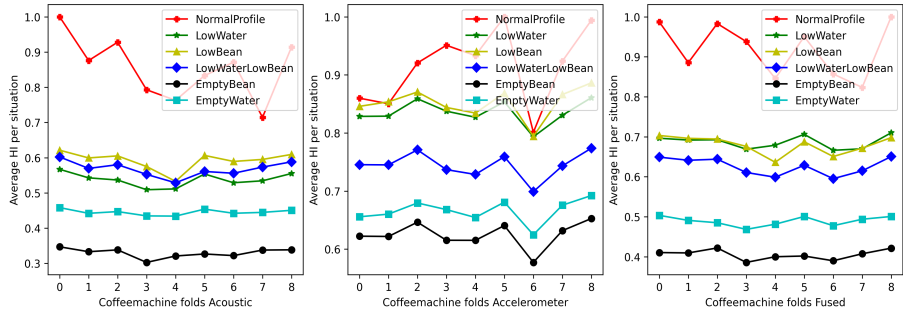 1.0
0.9
0.8
0.7
0.6
0.5
0.4
0.3
Average HI per situation
0 1 2 3 4 5 6 7 8
Coffeemachine folds Acoustic
NormalProfile
LowWater
LowBean
LowWaterLowBean
EmptyBean
EmptyWater
1.0
0.9
0.8
0.7
0.6
Average HI per situation
0 1 2 3 4 5 6 7 8
Coffeemachine folds Accelerometer
NormalProfile
LowWater
LowBean
LowWaterLowBean
EmptyBean
EmptyWater
1.0
0.9
0.8
0.7
0.6
0.5
0.4
Average HI per situation
0 1 2 3 4 5 6 7 8
Coffeemachine folds Fused
NormalProfile
LowWater
LowBean
LowWaterLowBean
EmptyBean
EmptyWater